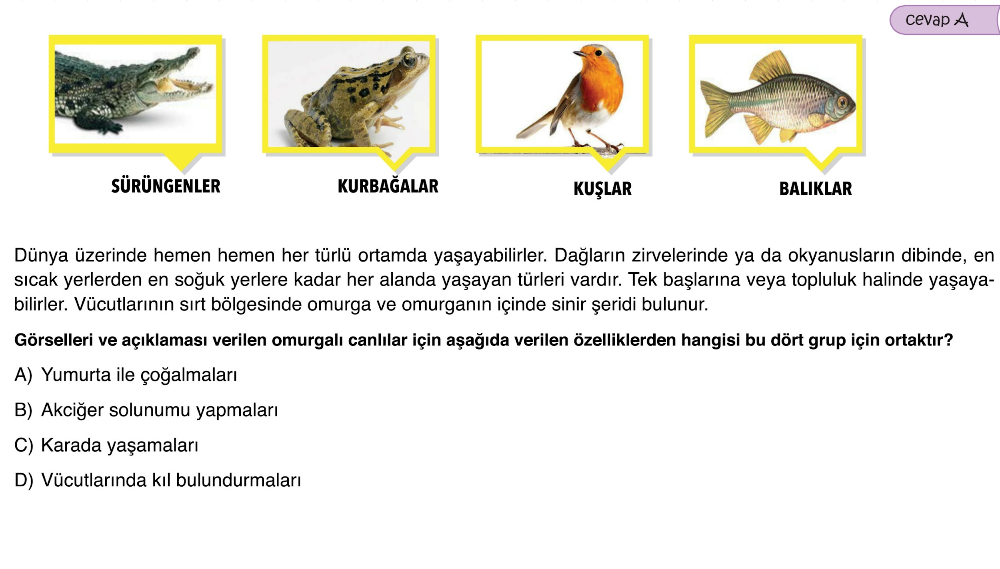 cevap A
SÜRÜNGENLER
KURBAĞALAR
KUŞLAR
BALIKLAR
Dünya üzerinde hemen hemen her türlü ortamda yaşayabilirler. Dağların zirvelerinde ya da okyanusların dibinde, en
sıcak yerlerden en soğuk yerlere kadar her alanda yaşayan türleri vardır. Tek başlarına veya topluluk halinde yaşaya-
bilirler. Vücutlarının sırt bölgesinde omurga ve omurganın içinde sinir şeridi bulunur.
Görselleri ve açıklaması verilen omurgalı canlılar için aşağıda verilen özelliklerden hangisi bu dört grup için ortaktır?
A) Yumurta ile çoğalmaları
B) Akciğer solunumu yapmaları
C) Karada yaşamaları
D) Vücutlarında kıl bulundurmaları